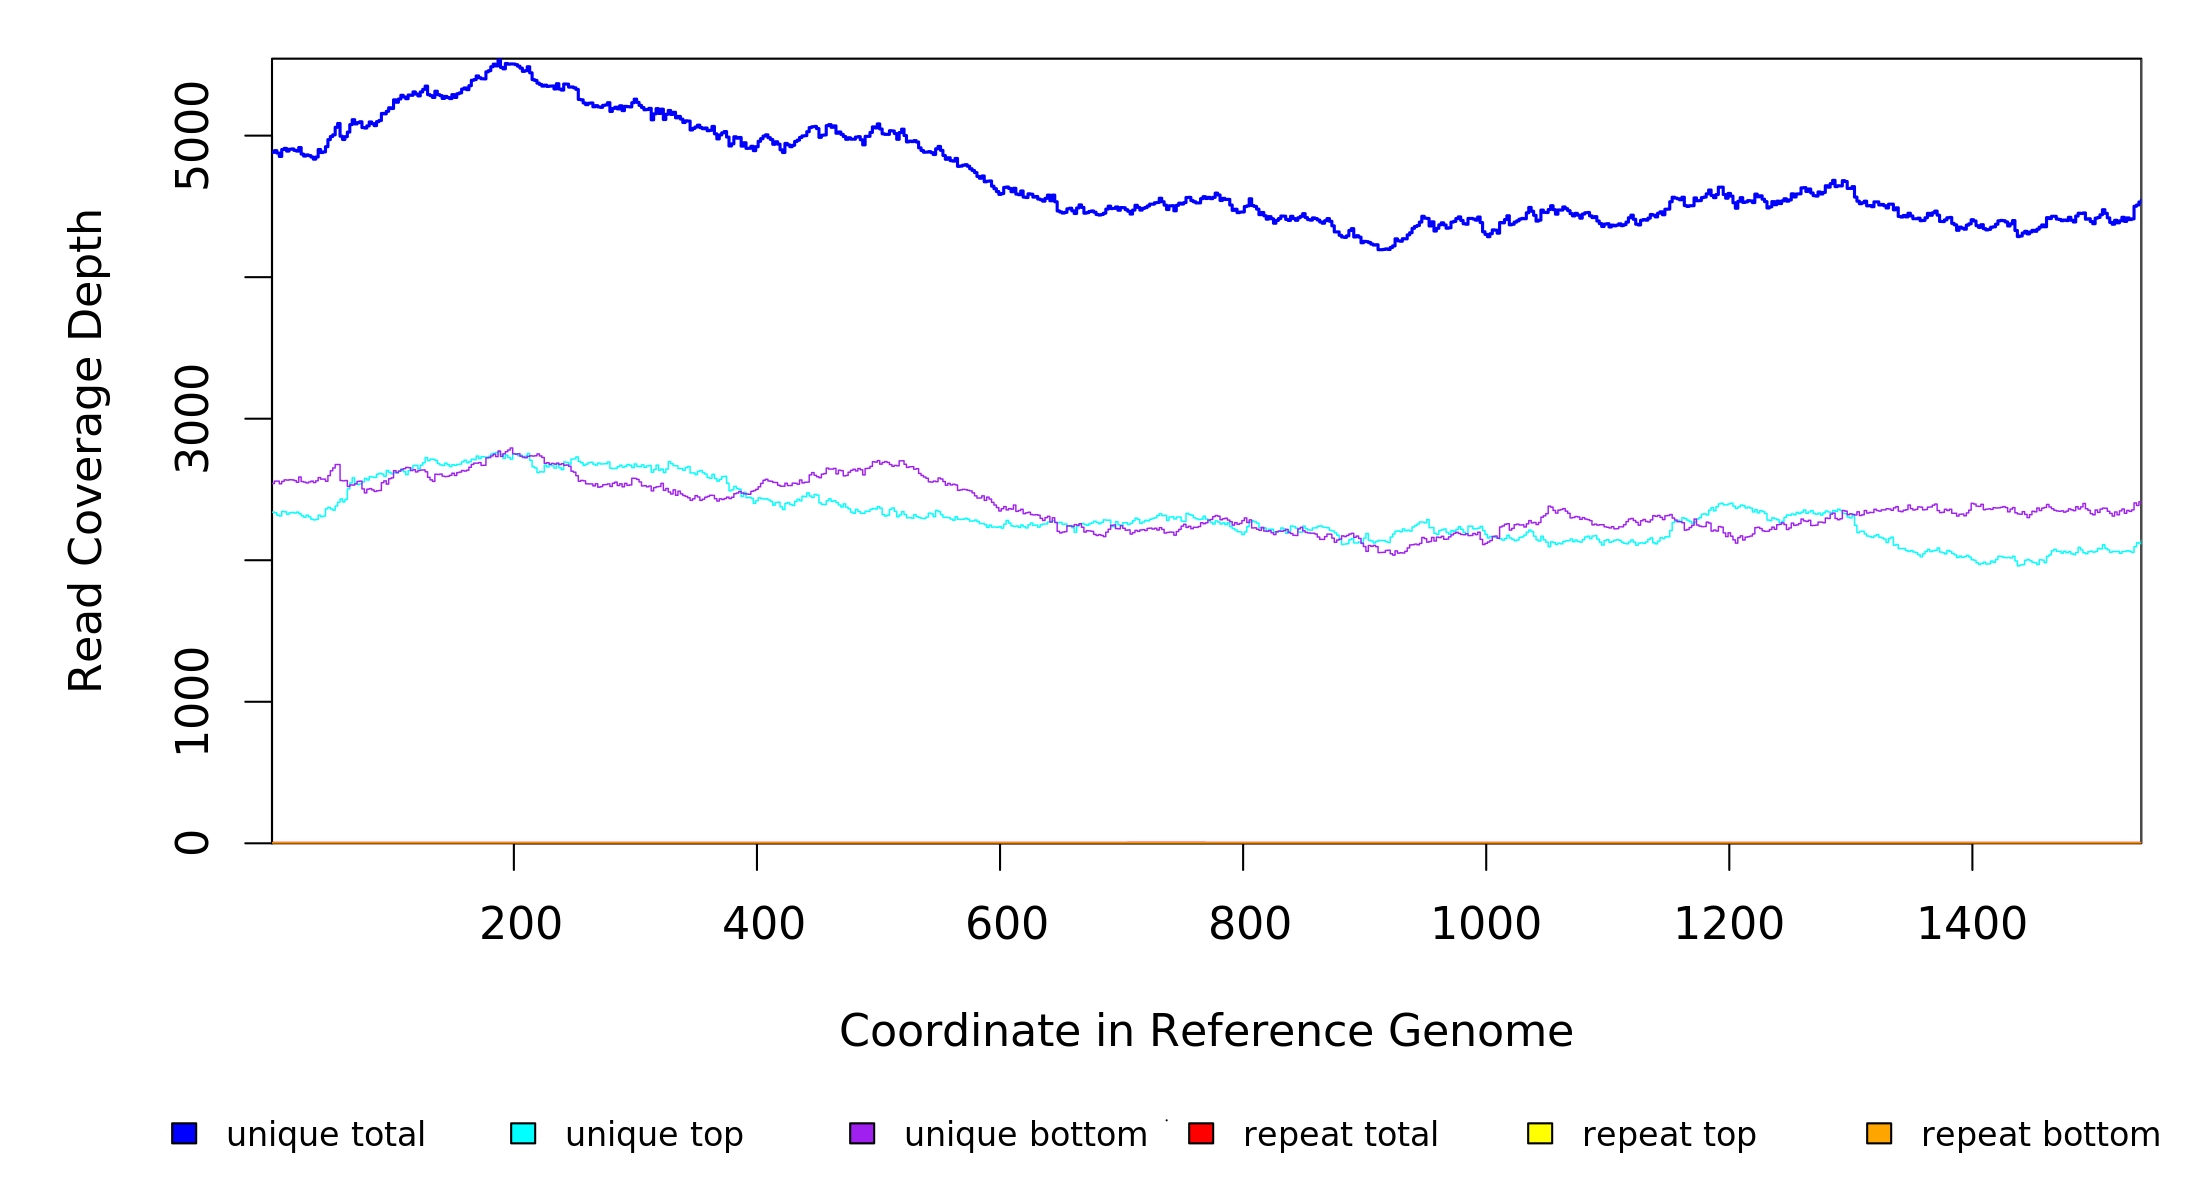 Read Coverage Depth
5000
3000
1000
0
200 400 600 800 1000 1200 1400
Coordinate in Reference Genome
unique total unique top unique bottom repeat total repeat top repeat bottom